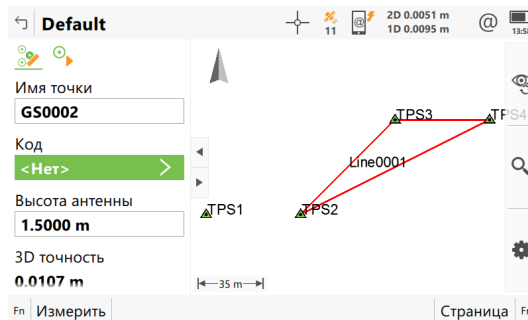 Default
11
@
2D 0.0051 m
1D 0.0095 m
@
Имя точки
GS0002
Код
<Нет>
Высота антенны
1.5000 m
3D точность
0.0107 m
TPS3
TPS4
Line0001
TPS1
TPS2
35 m
Fn Измерить
Страница